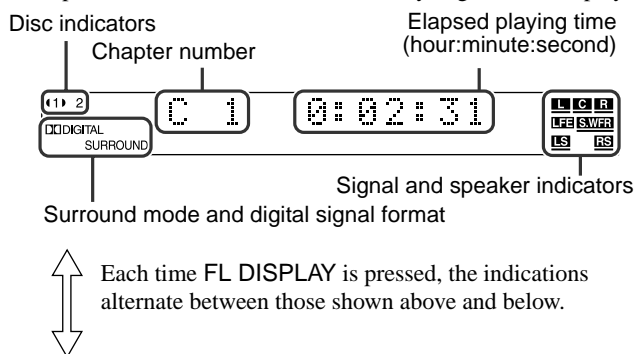 Disc indicators
Chapter number
Elapsed playing time
(hour:minute:second)
1 2
C 1
0:02:31
L C R
DIGITAL
SURROUND
LFE S.WFR
LS RS
Signal and speaker indicators
Surround mode and digital signal format
Each time FL DISPLAY is pressed, the indications
alternate between those shown above and below.